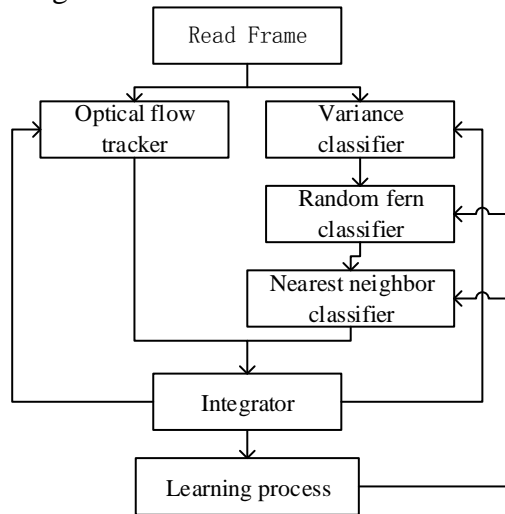 Read Frame
Optical flow
tracker
Variance
classifier
Random fern
classifier
Nearest neighbor
classifier
Integrator
Learning process